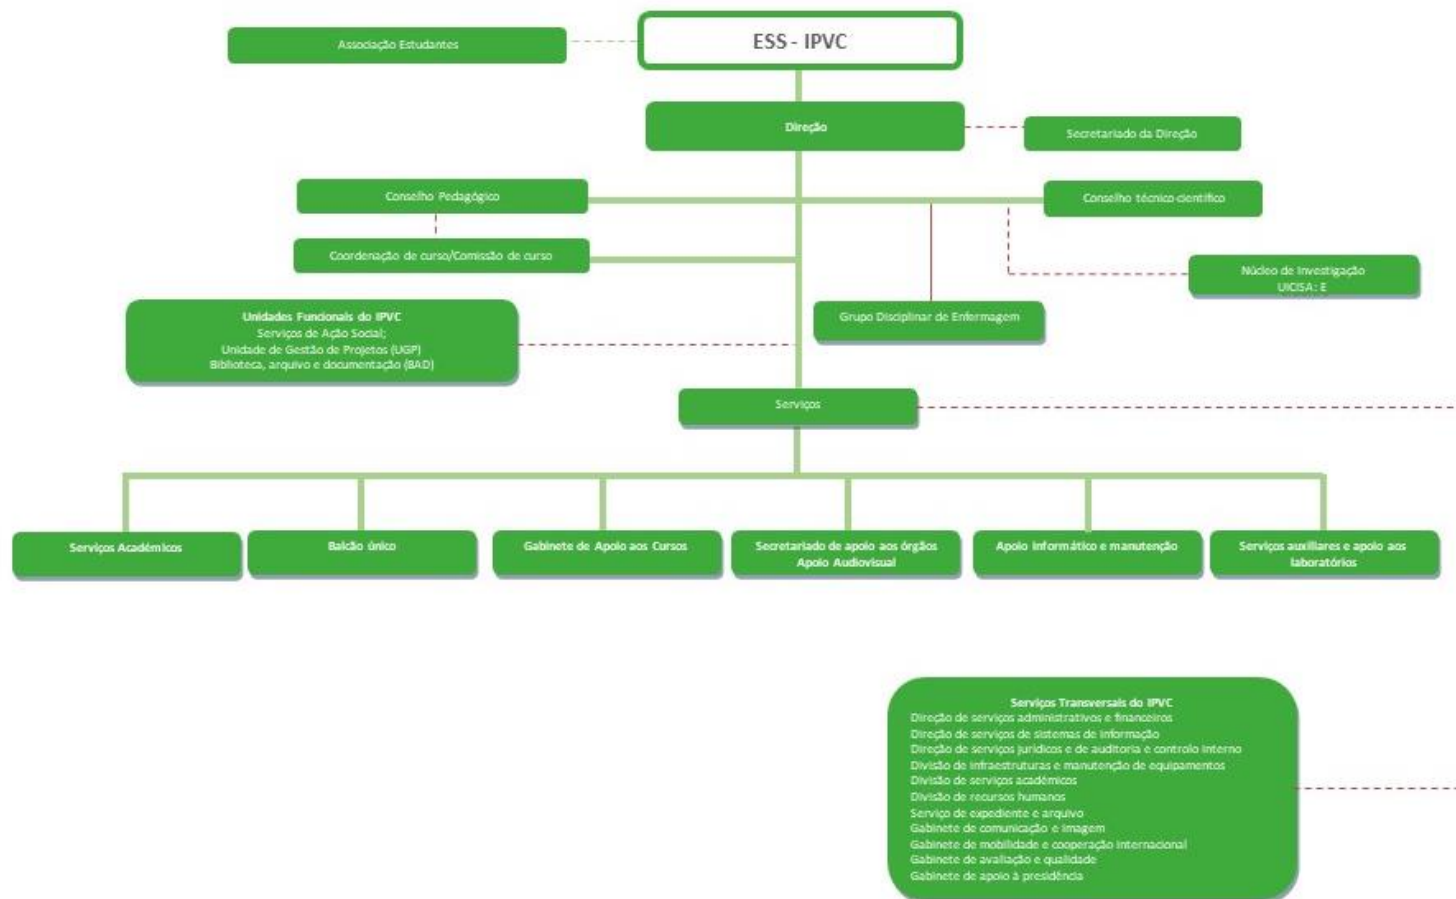 ESS - IPVC
Associação Estudantes
Direção
Secretariado da Direção
Conselho Pedagógico
Conselho técnico-científico
Coordenação de curso/Comissão de curso
Núcleo de Investigação
UICISA: E
Grupo Disciplinar de Enfermagem
Unidades Funcionais do IPVC
Serviços de Ação Social;
Unidade de Gestão de Projetos (UGP)
Biblioteca, arquivo e documentação (BAD)
Serviços
Serviços Académicos
Balcão único
Gabinete de Apoio aos Cursos
Secretariado de apoio aos órgãos
Apoio Audiovisual
Apoio Informático e manutenção
Serviços auxiliares e apoio aos
laboratórios
Serviços Transversais do IPVC
Direção de serviços administrativos e financeiros
Direção de serviços de sistemas de informação
Direção de serviços jurídicos e de auditoria e controlo interno
Divisão de infraestruturas e manutenção de equipamentos
Divisão de serviços académicos
Divisão de recursos humanos
Serviço de expediente e arquivo
Gabinete de comunicação e imagem
Gabinete de mobilidade e cooperação internacional
Gabinete de avaliação e qualidade
Gabinete de apoio à presidência